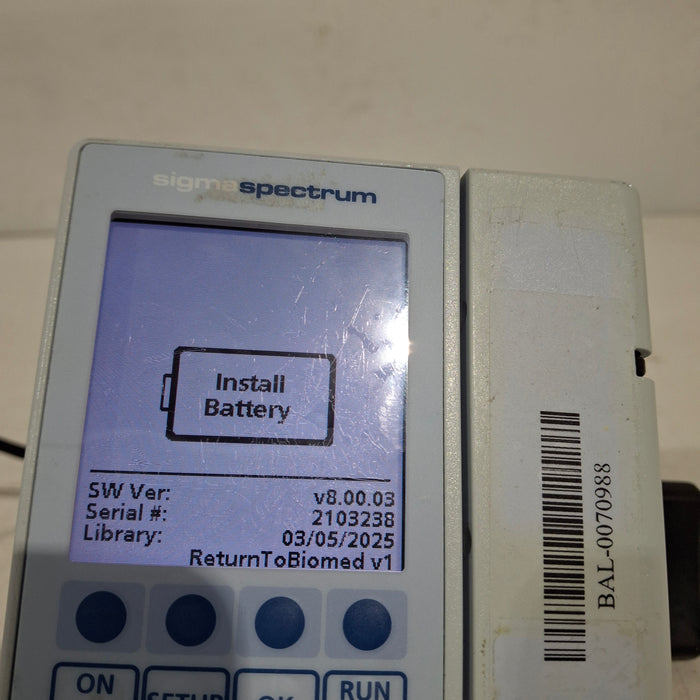 sigmaspectrum
Install
Battery
SW Ver: v8.00.03
Serial #: 2103238
Library: 03/05/2025
ReturnToBiomed v1
BAL-0070988
ON
SETUP
OK
RUN